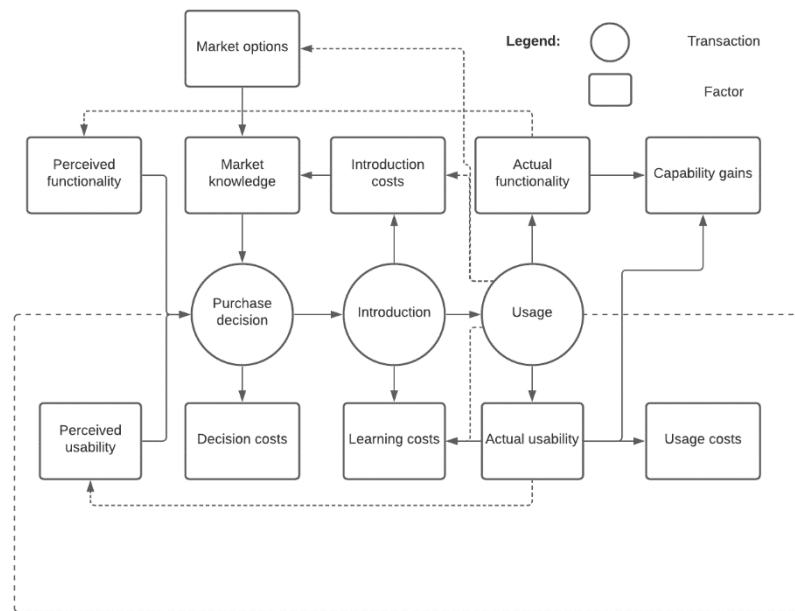 Market options
Legend:
Transaction
Factor
Perceived
functionality
Market
knowledge
Introduction
costs
Actual
functionality
Capability gains
Purchase
decision
Introduction
Usage
Perceived
usability
Decision costs
Learning costs
Actual usability
Usage costs